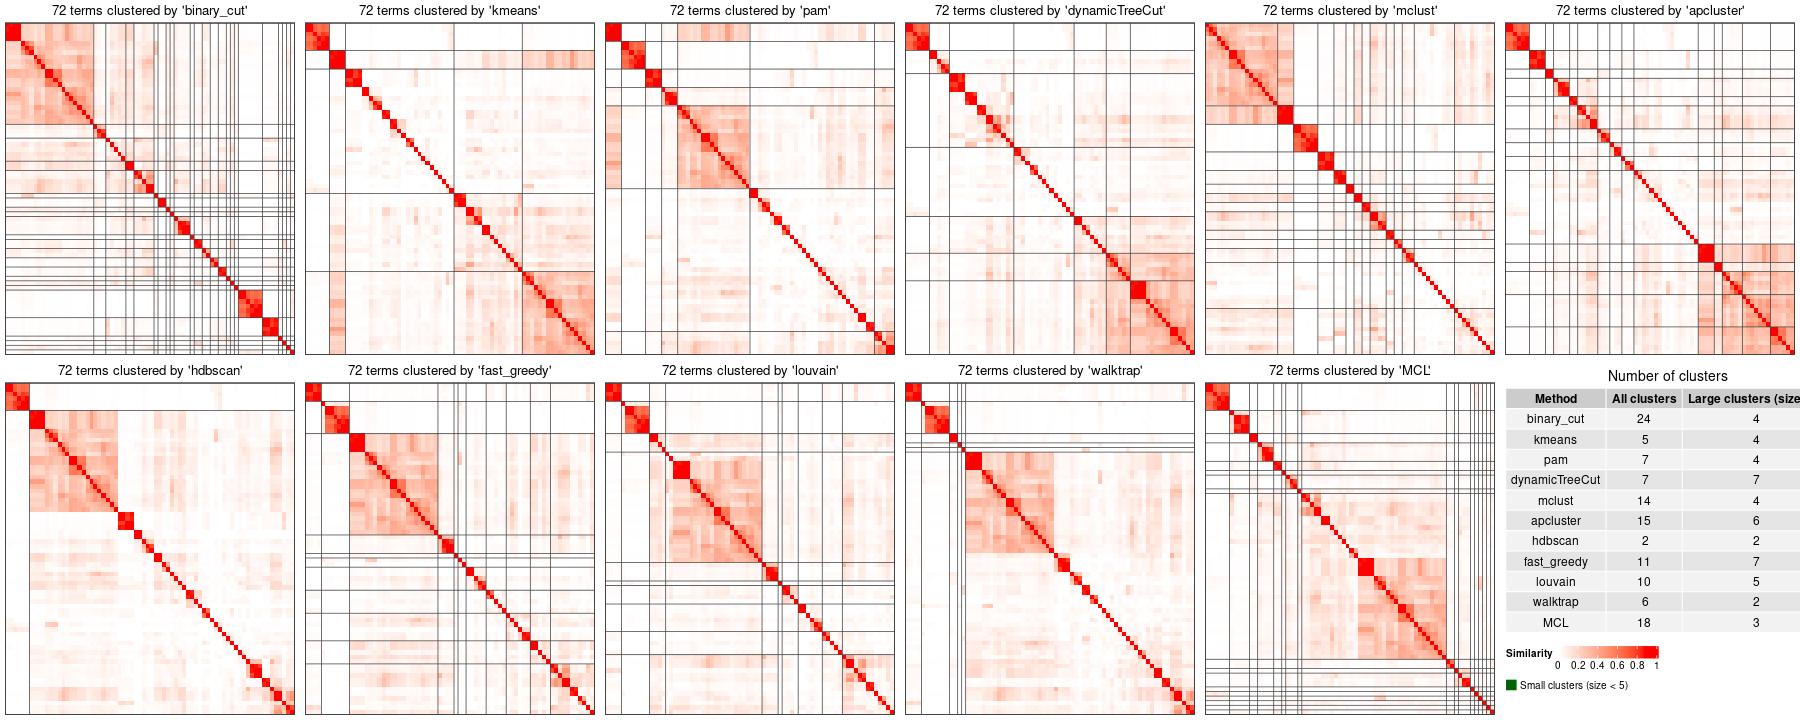 72 terms clustered by 'binary_cut'
72 terms clustered by 'kmeans'
72 terms clustered by 'pam'
72 terms clustered by 'dynamicTreeCut'
72 terms clustered by 'mclust'
72 terms clustered by 'apcluster'
72 terms clustered by 'hdbscan'
72 terms clustered by 'fast_greedy'
72 terms clustered by 'louvain'
72 terms clustered by 'walktrap'
72 terms clustered by 'MCL'
Number of clusters
Method All clusters Large clusters (size
binary_cut 24 4
kmeans 5 4
pam 7 4
dynamicTreeCut 7 7
mclust 14 4
apcluster 15 6
hdbscan 2 2
fast_greedy 11 7
louvain 10 5
walktrap 6 2
MCL 18 3
Similarity
0 0.2 0.4 0.6 0.8 1
Small clusters (size < 5)